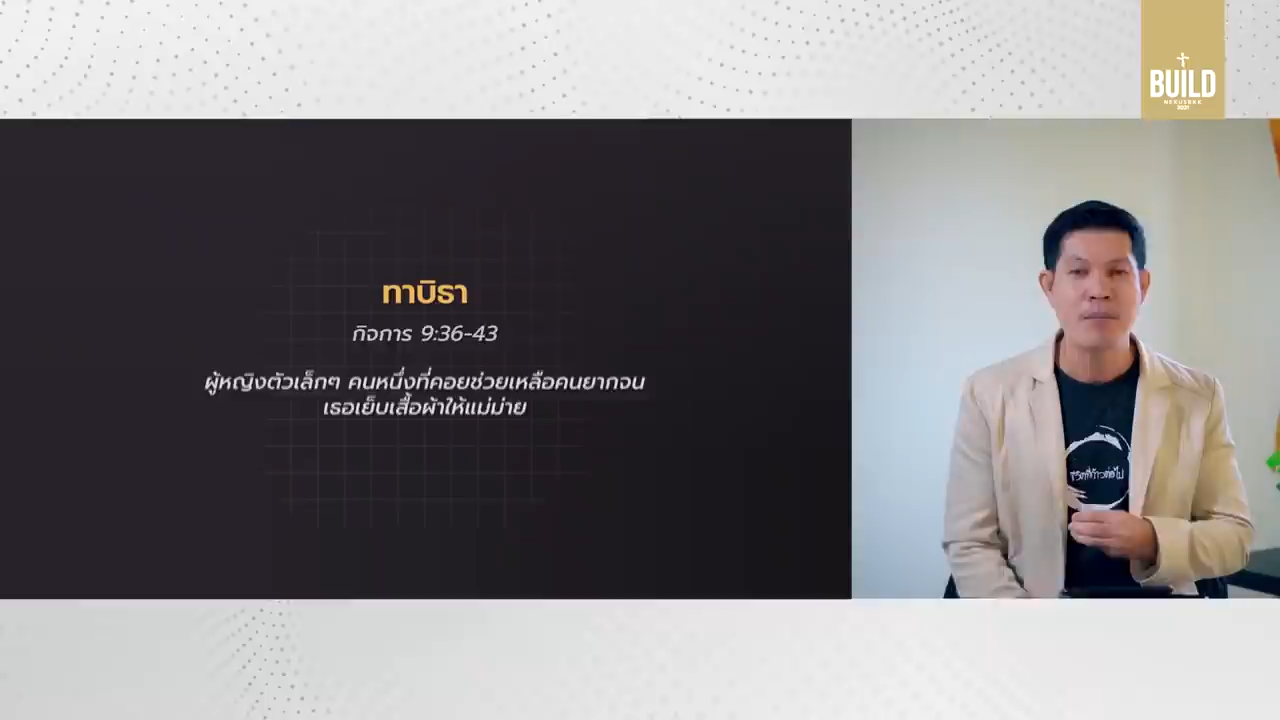 ทาบิธา
กิจการ 9:36-43
ผู้หญิงตัวเล็กๆ คนหนึ่งที่คอยช่วยเหลือคนยากจน
เธอเย็บเสื้อผ้าให้แม่ม่าย
BUILD
NEXUSBKK
2021